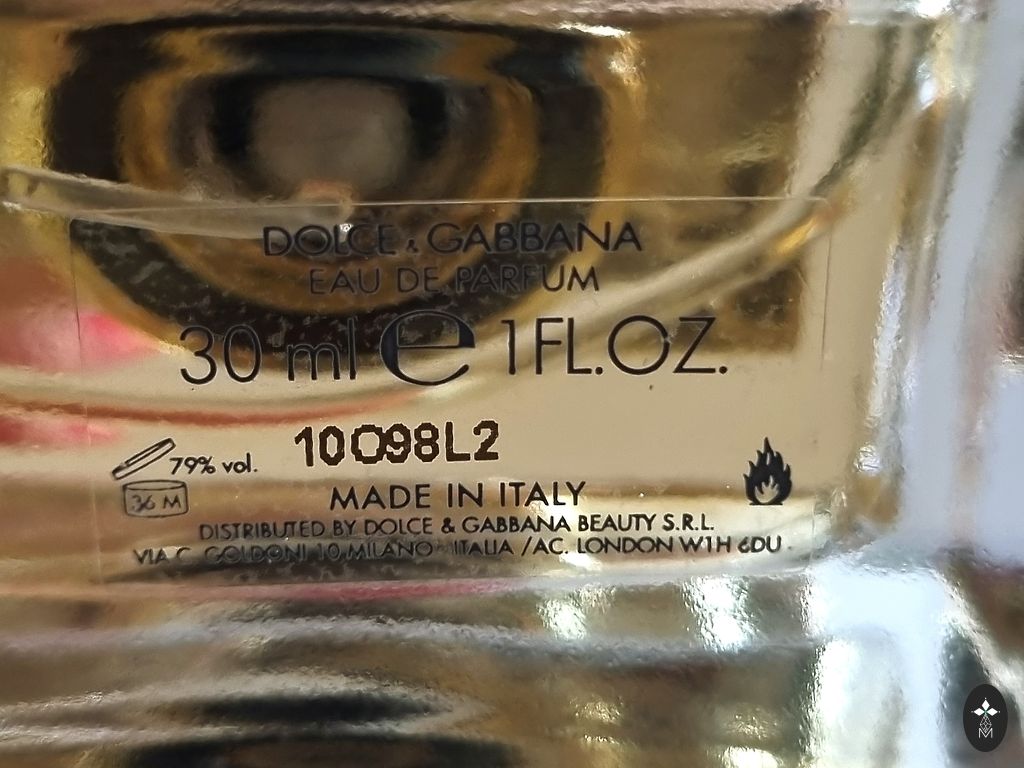 DOLCE & GABBANA
EAU DE PARFUM
30 ml e 1FL.OZ.
10O98L2
79% vol.
36 M
MADE IN ITALY
DISTRIBUTED BY DOLCE & GABBANA BEAUTY S.R.L.
VIA C. GOLDONI 10 MILANO - ITALIA /AC. LONDON W1H 6DU
M